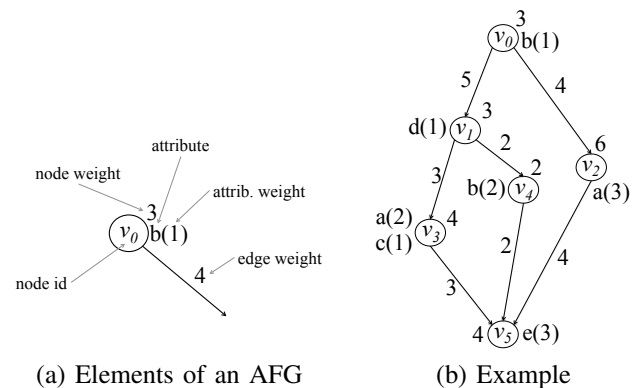 attribute
node weight
attrib. weight
3
v0 b(1)
4
edge weight
node id
(a) Elements of an AFG
3
v0 b(1)
5
4
3
d(1) v1
2
6
v2
a(3)
2
b(2) v4
3
a(2)
c(1) v3 4
2
4
3
4 v5 e(3)
(b) Example